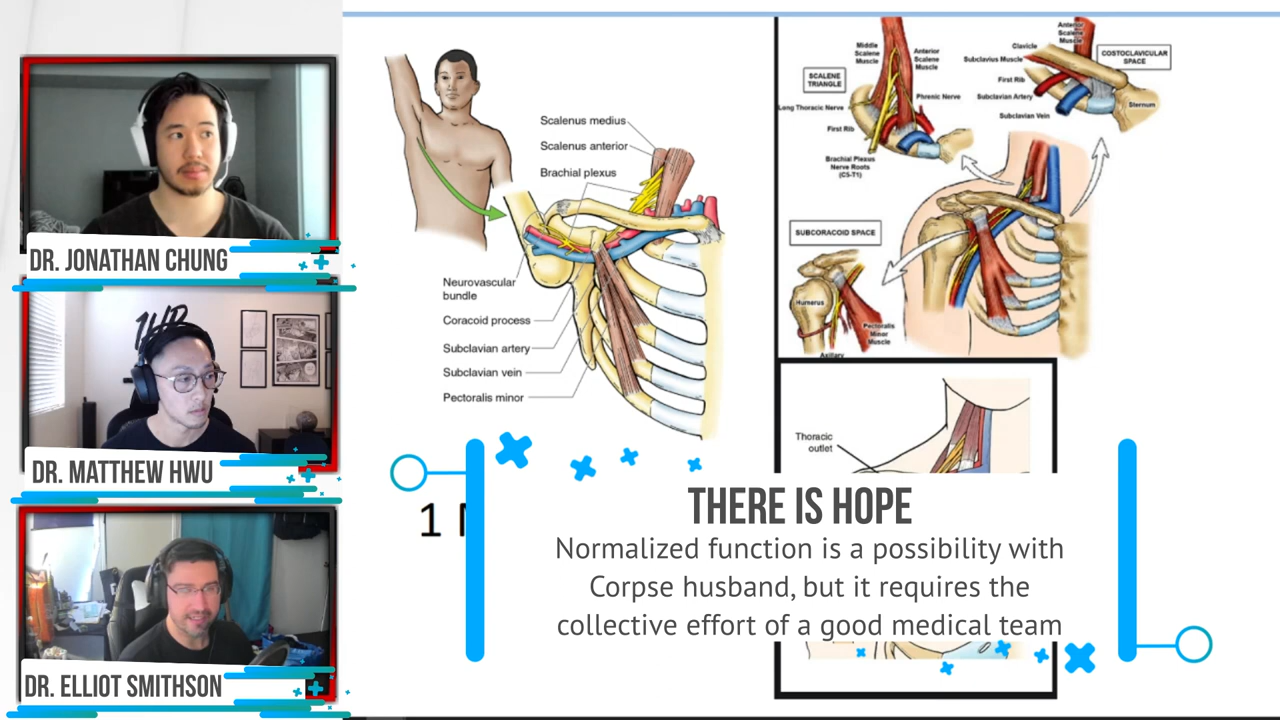 DR. JONATHAN CHUNG
DR. MATTHEW HWU
DR. ELLIOT SMITHSON
Scalenus medius
Scalenus anterior
Brachial plexus
Neurovascular
bundle
Coracoid process
Subclavian artery
Subclavian vein
Pectoralis minor
1
Middle
Scalene
Muscle
Anterior
Scalene
Muscle
SCALENE
TRIANGLE
Phrenic Nerve
Long Thoracic Nerve
First Rib
Brachial Plexus
Nerve Roots
(C5-T1)
Anterior
Scalene
Muscle
Clavicle
Subclavius Muscle
First Rib
Subclavian Artery
Subclavian Vein
Sternum
COSTOCLAVICULAR
SPACE
SUBCORACOID SPACE
Humerus
Pectoralis
Minor
Muscle
Axillary
Thoracic
outlet
THERE IS HOPE
Normalized function is a possibility with
Corpse husband, but it requires the
collective effort of a good medical team